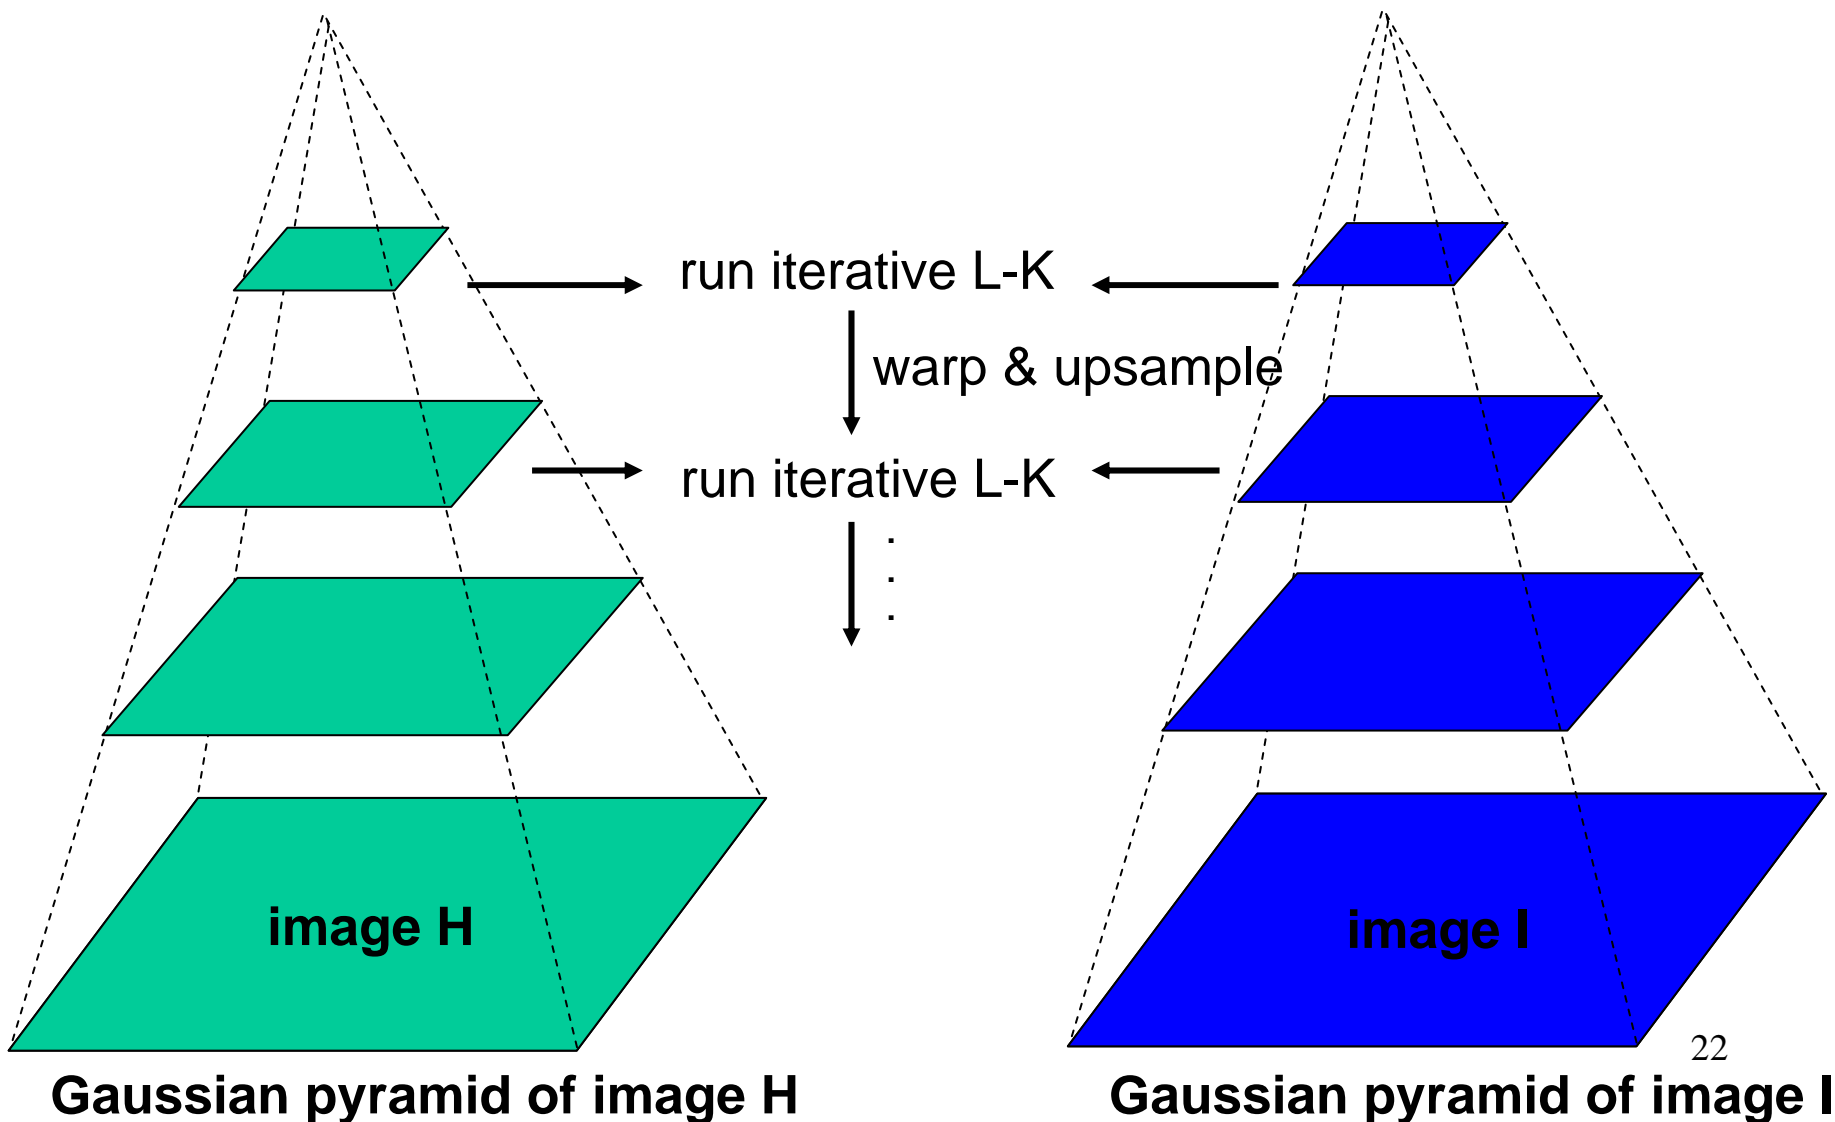 run iterative L-K
warp & upsample
run iterative L-K
.
.
.
image H
image I
22
Gaussian pyramid of image H
Gaussian pyramid of image I